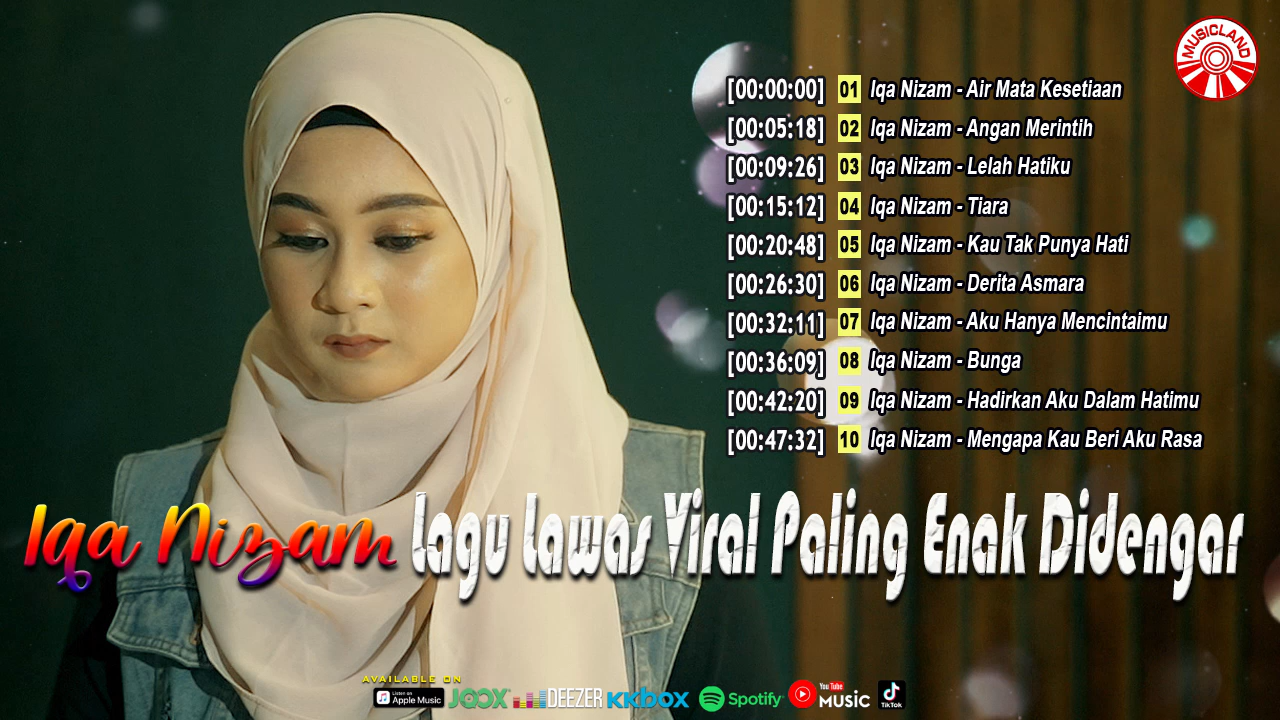 MUSICLAND
[00:00:00] 01 Iqa Nizam - Air Mata Kesetiaan
[00:05:18] 02 Iqa Nizam - Angan Merintih
[00:09:26] 03 Iqa Nizam - Lelah Hatiku
[00:15:12] 04 Iqa Nizam - Tiara
[00:20:48] 05 Iqa Nizam - Kau Tak Punya Hati
[00:26:30] 06 Iqa Nizam - Derita Asmara
[00:32:11] 07 Iqa Nizam - Aku Hanya Mencintaimu
[00:36:09] 08 Iqa Nizam - Bunga
[00:42:20] 09 Iqa Nizam - Hadirkan Aku Dalam Hatimu
[00:47:32] 10 Iqa Nizam - Mengapa Kau Beri Aku Rasa
Iqa Nizam Lagu Lawas Viral Paling Enak Didengar
AVAILABLE ON
Listen on Apple Music JOOX DEEZER KKBOX Spotify YouTube MUSIC TikTok